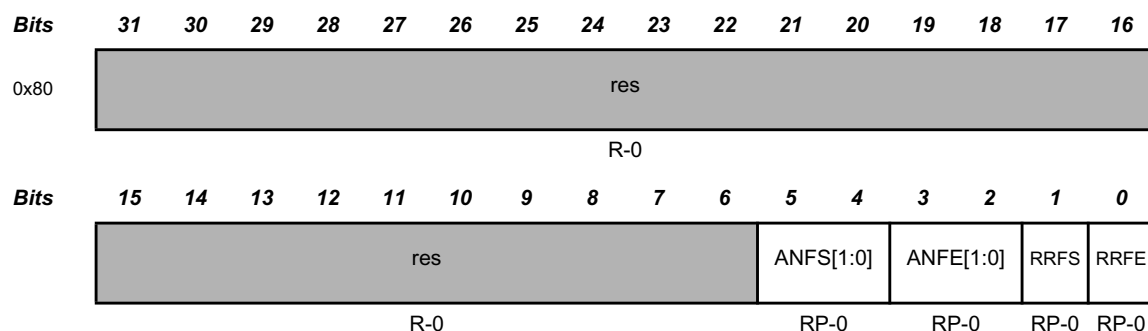 Bits 31 30 29 28 27 26 25 24 23 22 21 20 19 18 17 16
0x80 res
R-0
Bits 15 14 13 12 11 10 9 8 7 6 5 4 3 2 1 0
res ANFS[1:0] ANFE[1:0] RRFS RRFE
R-0 RP-0 RP-0 RP-0 RP-0